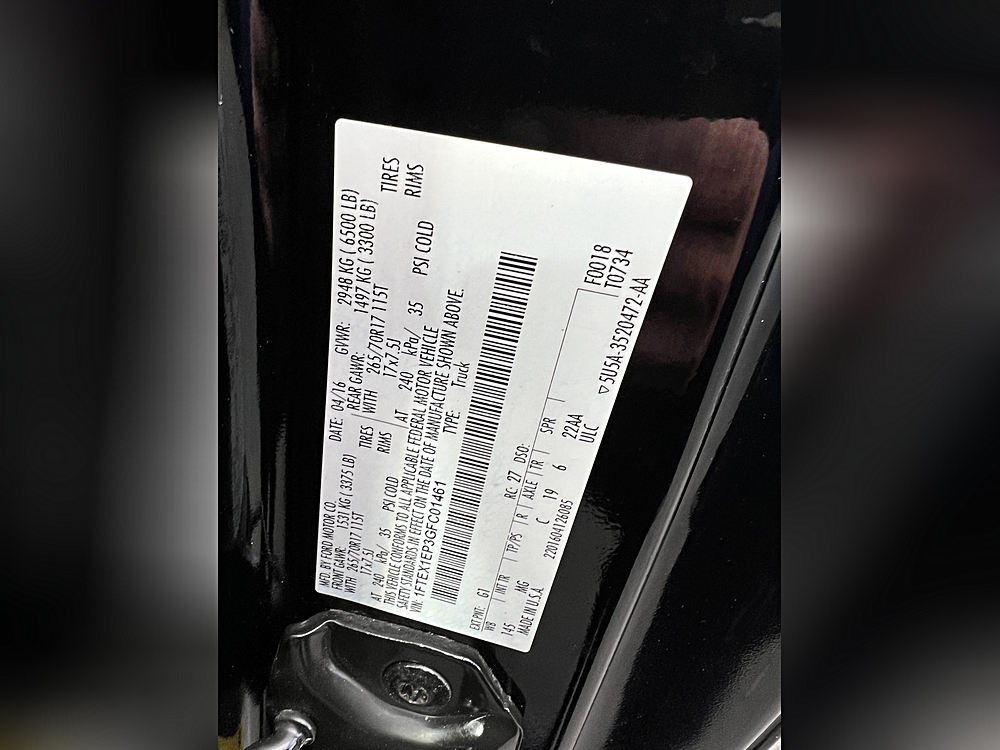 MFD. BY FORD MOTOR CO. DATE: 04/16 GVWR: 2948 KG ( 6500 LB)
FRONT GAWR: 1531 KG ( 3375 LB) REAR GAWR: 1497 KG ( 3300 LB)
WITH 265/70R17 115T TIRES WITH 265/70R17 115T TIRES
17x7.5J RIMS 17x7.5J RIMS
AT 240 kPa/ 35 PSI COLD AT 240 kPa/ 35 PSI COLD
THIS VEHICLE CONFORMS TO ALL APPLICABLE FEDERAL MOTOR VEHICLE
SAFETY STANDARDS IN EFFECT ON THE DATE OF MANUFACTURE SHOWN ABOVE.
VIN: 1FTEX1EP3GFC01461 TYPE: Truck
EXT PNT: G1 RC: 27 DSO: F0018
WB INT TR TP/PS R AXLE TR SPR T0734
145 MG C 19 6 22AA
MADE IN U.S.A. 2201604126085 ULC ▽5U5A-3520472-AA